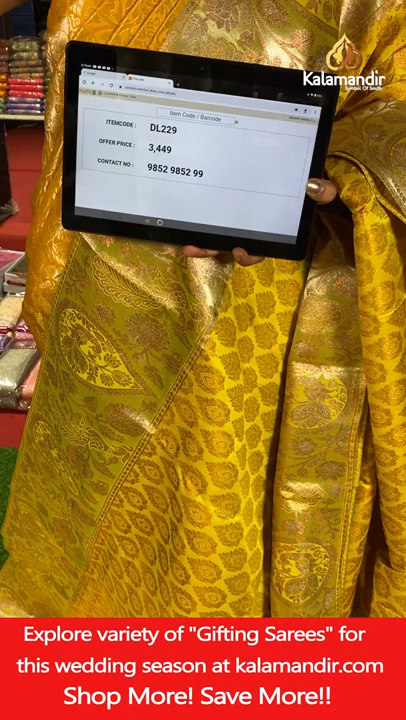 Kalamandir
Symbol Of South
Item Code / Barcode
ITEMCODE : DL229
OFFER PRICE : 3,449
CONTACT NO : 9852 9852 99
Explore variety of "Gifting Sarees" for
this wedding season at kalamandir.com
Shop More! Save More!!